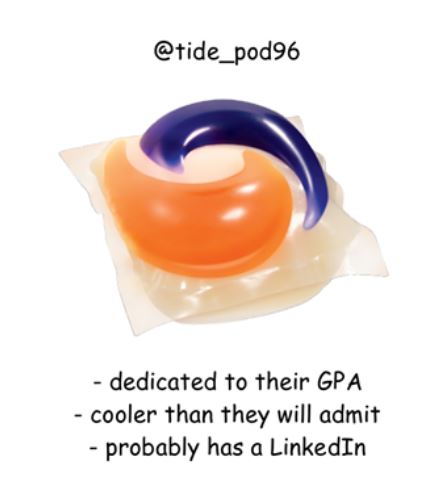 @tide_pod96
- dedicated to their GPA
- cooler than they will admit
- probably has a LinkedIn